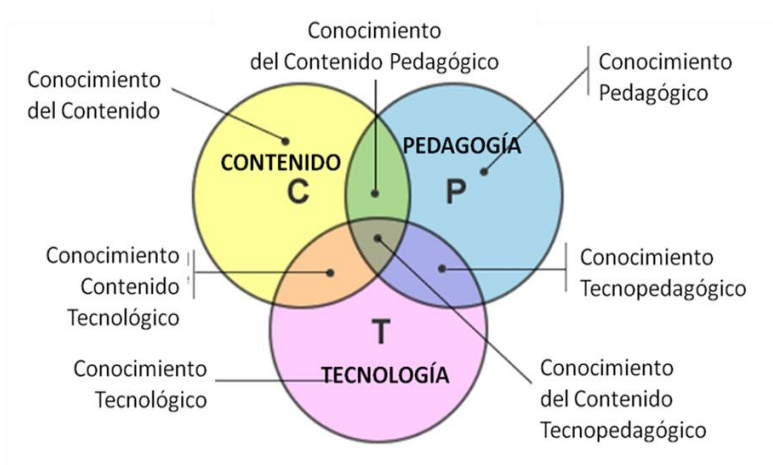 Conocimiento
del Contenido Pedagógico
Conocimiento
del Contenido
Conocimiento
Pedagógico
CONTENIDO
C
PEDAGOGÍA
P
Conocimiento
Contenido
Tecnológico
Conocimiento
Tecnopedagógico
T
TECNOLOGÍA
Conocimiento
Tecnológico
Conocimiento
del Contenido
Tecnopedagógico